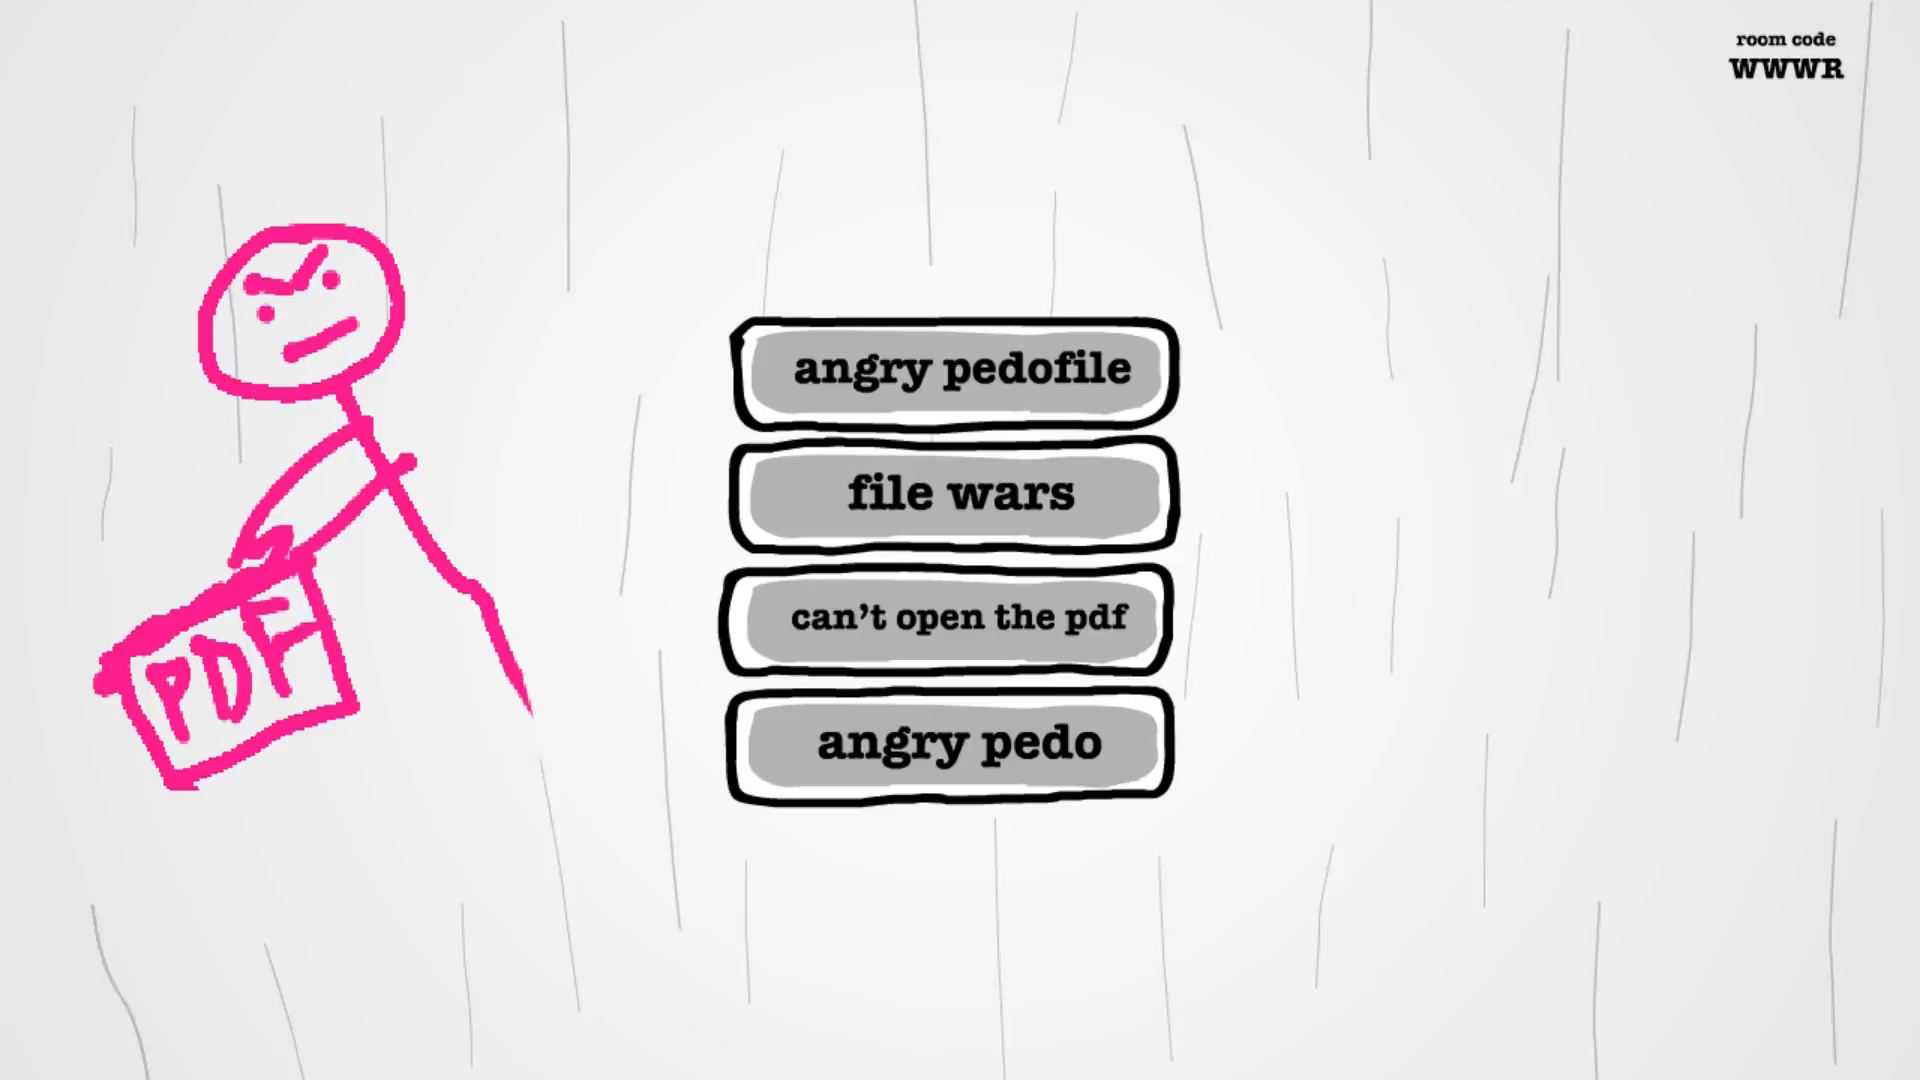 room code
WWWR
angry pedofile
file wars
can't open the pdf
angry pedo
PDF